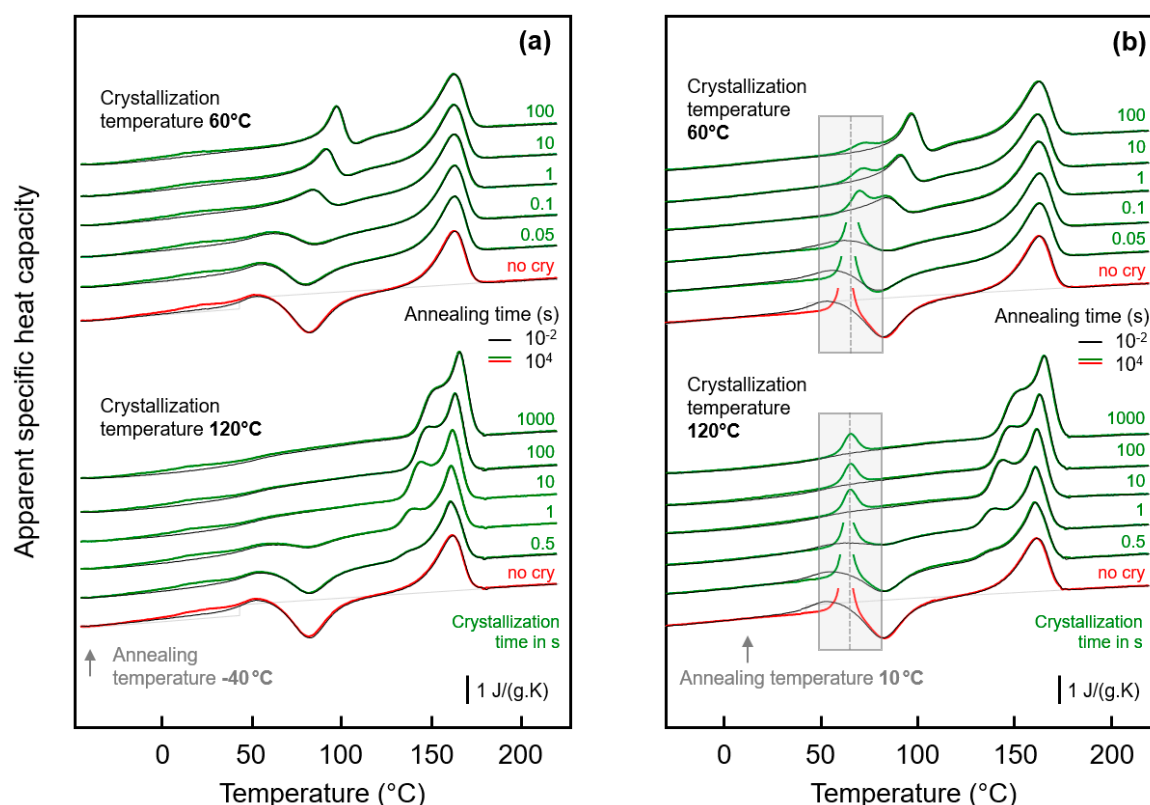 Apparent specific heat capacity
(a)
Crystallization
temperature 60°C
100
10
1
0.1
0.05
no cry
Annealing time (s)
10-2
104
Crystallization
temperature 120°C
1000
100
10
1
0.5
no cry
Crystallization
time in s
Annealing
temperature -40°C
1 J/(g.K)
0 50 100 150 200
Temperature (°C)
(b)
Crystallization
temperature
60°C
100
10
1
0.1
0.05
no cry
Annealing time (s)
10-2
104
Crystallization
temperature
120°C
1000
100
10
1
0.5
no cry
Crystallization
time in s
Annealing temperature 10°C
1 J/(g.K)
0 50 100 150 200
Temperature (°C)